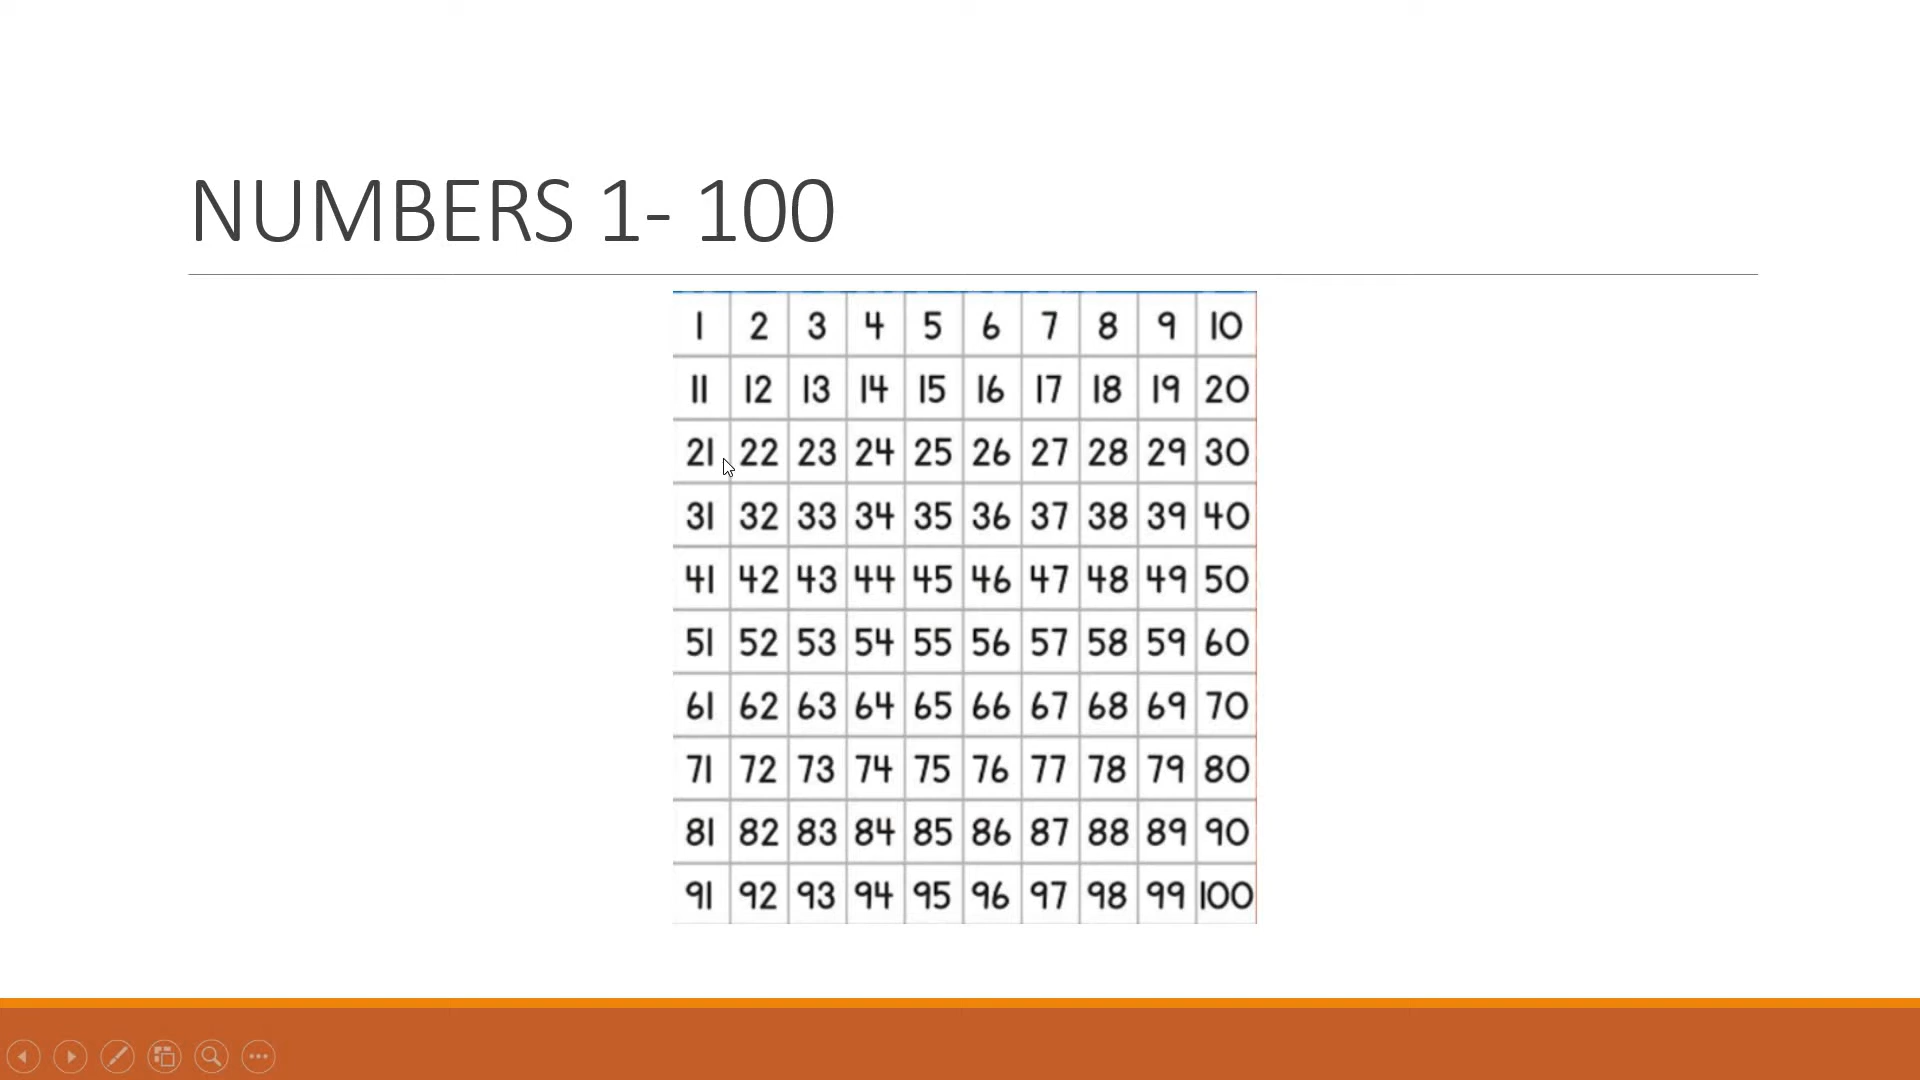 NUMBERS 1- 100
1 2 3 4 5 6 7 8 9 10
11 12 13 14 15 16 17 18 19 20
21 22 23 24 25 26 27 28 29 30
31 32 33 34 35 36 37 38 39 40
41 42 43 44 45 46 47 48 49 50
51 52 53 54 55 56 57 58 59 60
61 62 63 64 65 66 67 68 69 70
71 72 73 74 75 76 77 78 79 80
81 82 83 84 85 86 87 88 89 90
91 92 93 94 95 96 97 98 99 100